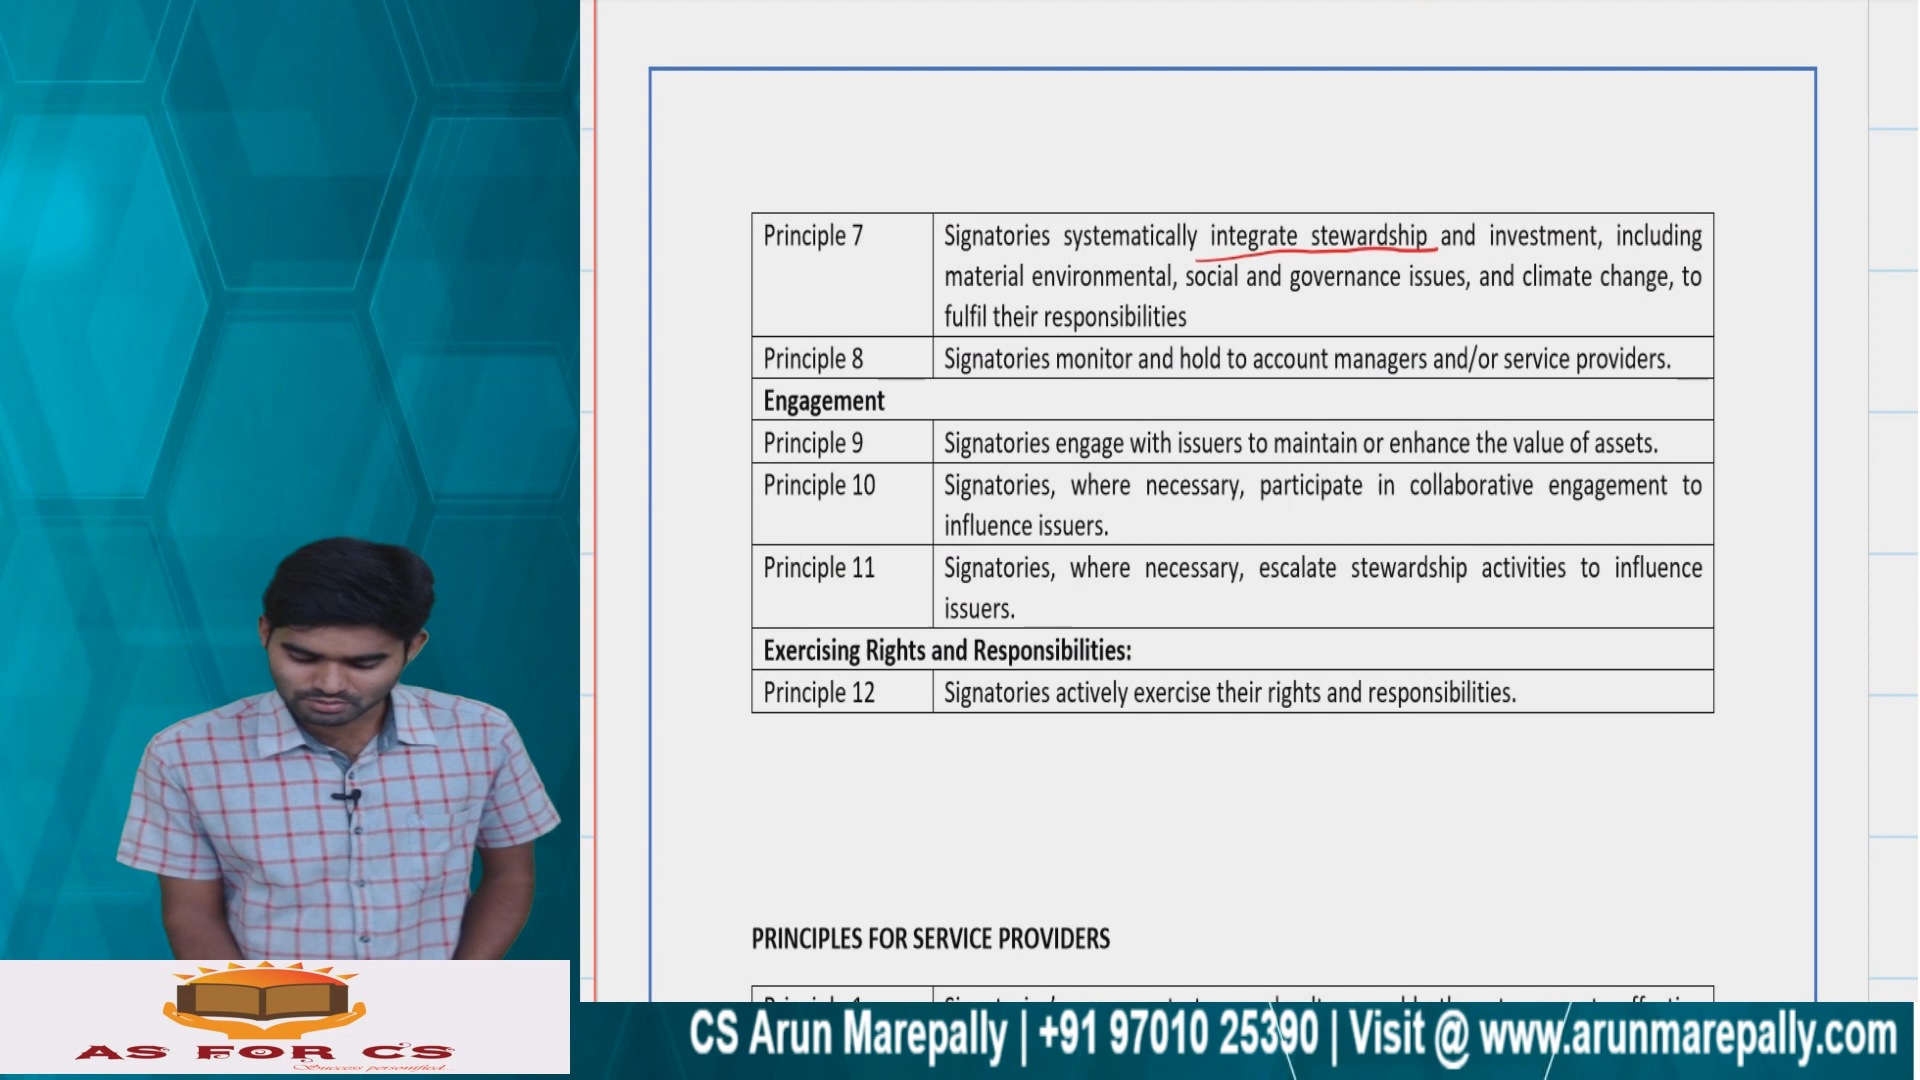 Principle 7
Signatories systematically integrate stewardship and investment, including
material environmental, social and governance issues, and climate change, to
fulfil their responsibilities
Principle 8
Signatories monitor and hold to account managers and/or service providers.
Engagement
Principle 9
Signatories engage with issuers to maintain or enhance the value of assets.
Principle 10
Signatories, where necessary, participate in collaborative engagement to
influence issuers.
Principle 11
Signatories, where necessary, escalate stewardship activities to influence
issuers.
Exercising Rights and Responsibilities:
Principle 12
Signatories actively exercise their rights and responsibilities.
PRINCIPLES FOR SERVICE PROVIDERS
AS FOR CS
Success personified...
CS Arun Marepally | +91 97010 25390 | Visit @ www.arunmarepally.com